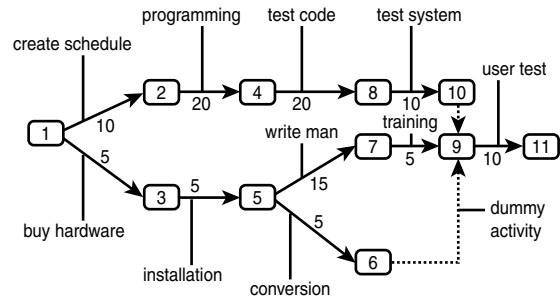 programming
test code
test system
create schedule
user test
2
20
4
20
8
10
10
1
10
write man
training
5
7
5
9
10
11
15
3
5
5
5
buy hardware
6
dummy
activity
installation
conversion